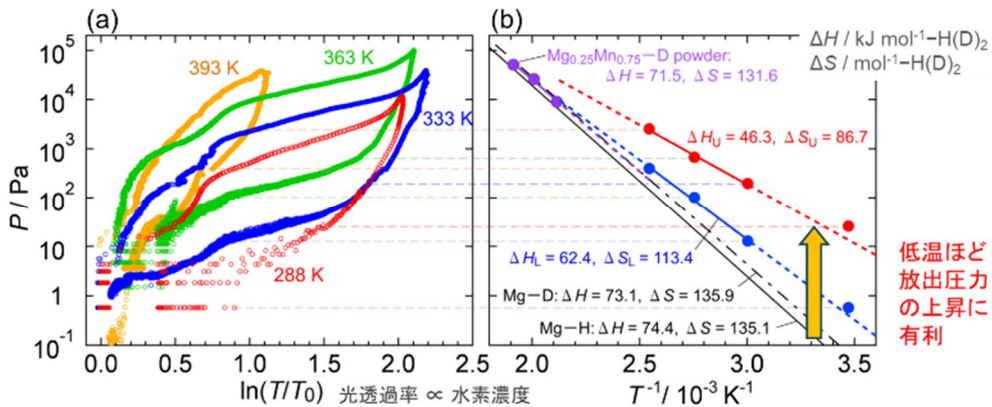 (a)
10⁵
10⁴
10³
10²
10
1
10⁻¹
P / Pa
393 K
363 K
333 K
288 K
0.0
0.5
1.0
1.5
2.0
2.5
ln(T/T₀)
光透過率 ∝ 水素濃度
(b)
Mg₀.₂₅Mn₀.₇₅−D powder:
ΔH = 71.5, ΔS = 131.6
ΔH / kJ mol⁻¹−H(D)₂
ΔS / mol⁻¹−H(D)₂
ΔH_U = 46.3, ΔS_U = 86.7
ΔH_L = 62.4, ΔS_L = 113.4
Mg−D: ΔH = 73.1, ΔS = 135.9
Mg−H: ΔH = 74.4, ΔS = 135.1
低温ほど
放出圧力
の上昇に
有利
2.0
2.5
3.0
3.5
T⁻¹/ 10⁻³ K⁻¹